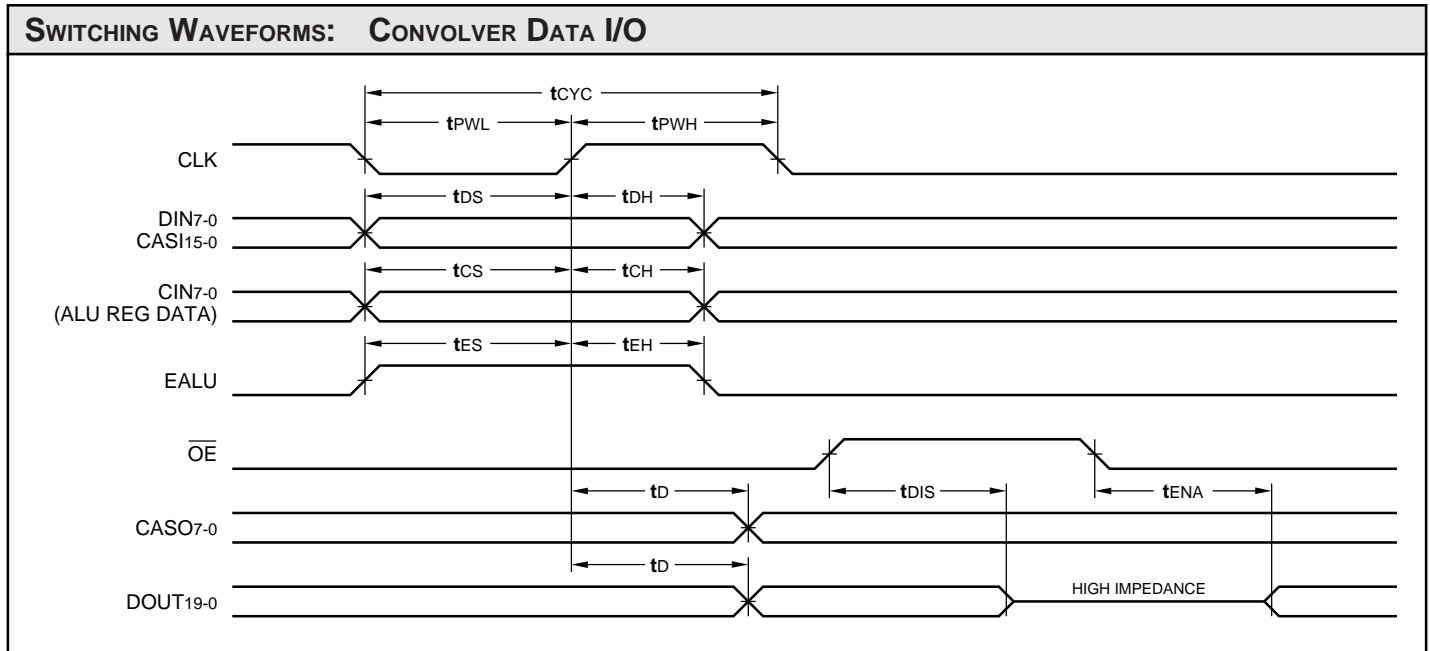 SWITCHING WAVEFORMS: CONVOLVER DATA I/O
tCYC
tPWL tPWH
CLK
tDS tDH
DIN7-0
CASI15-0
tCS tCH
CIN7-0
(ALU REG DATA)
tES tEH
EALU
OE
tD tDIS tENA
CASO7-0
tD
DOUT19-0 HIGH IMPEDANCE